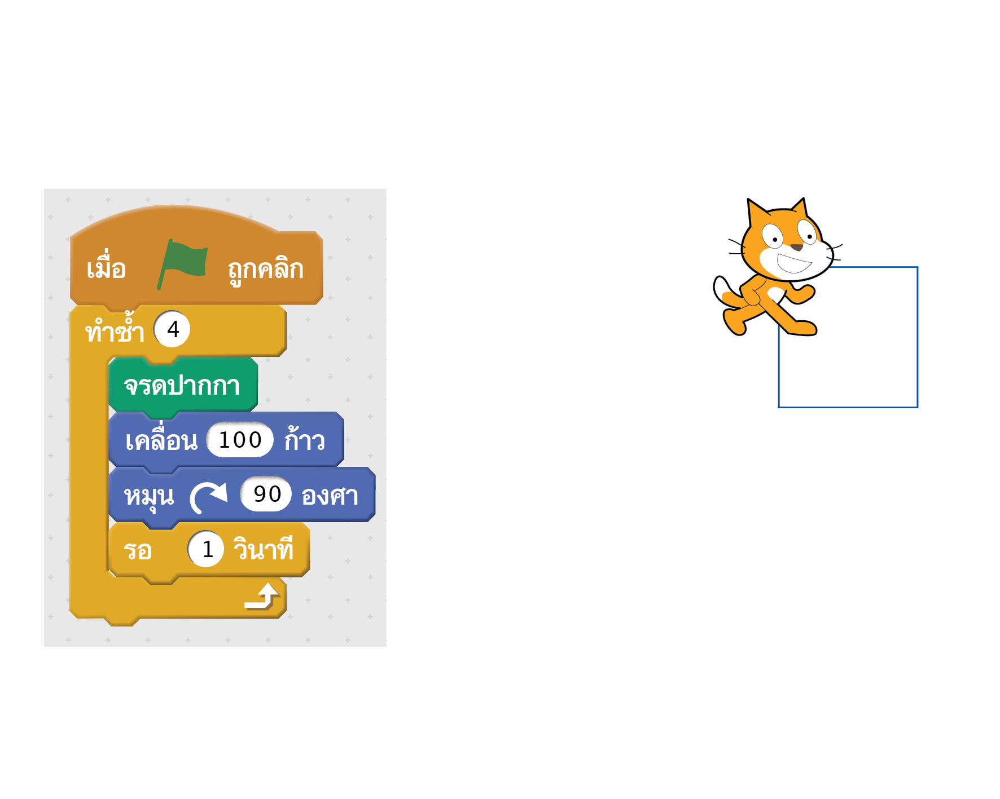 เมื่อ ถูกคลิก
ทำซ้ำ 4
จรดปากกา
เคลื่อน 100 ก้าว
หมุน 90 องศา
รอ 1 วินาที